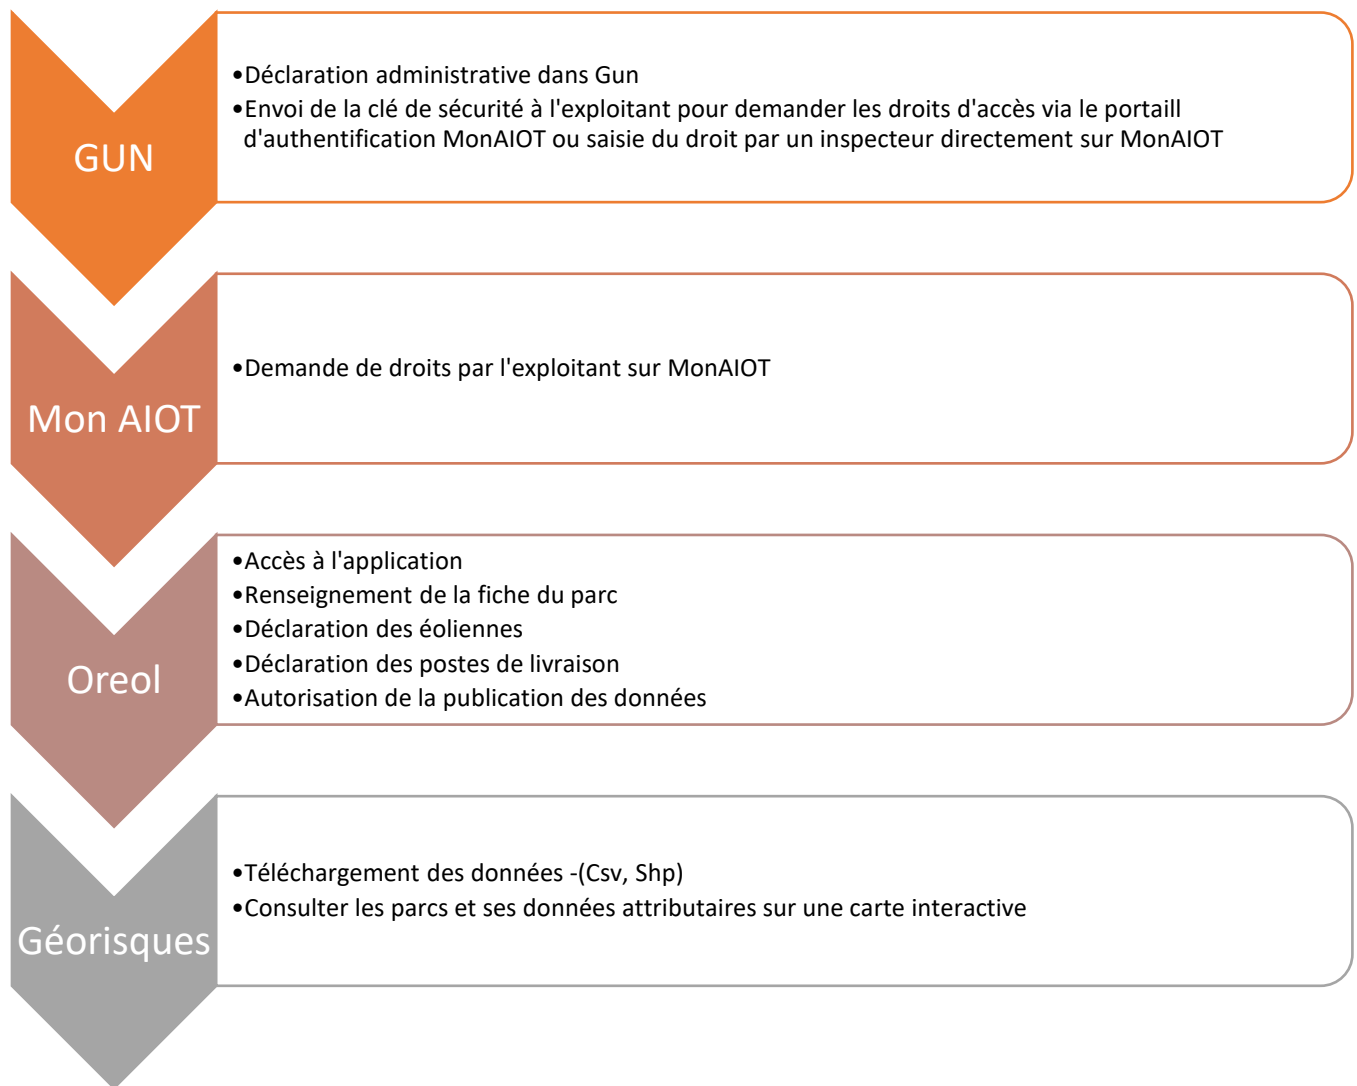 GUN
•Déclaration administrative dans Gun
•Envoi de la clé de sécurité à l'exploitant pour demander les droits d'accès via le portaill
d'authentification MonAIOT ou saisie du droit par un inspecteur directement sur MonAIOT
Mon AIOT
•Demande de droits par l'exploitant sur MonAIOT
Oreol
•Accès à l'application
•Renseignement de la fiche du parc
•Déclaration des éoliennes
•Déclaration des postes de livraison
•Autorisation de la publication des données
Géorisques
•Téléchargement des données -(Csv, Shp)
•Consulter les parcs et ses données attributaires sur une carte interactive